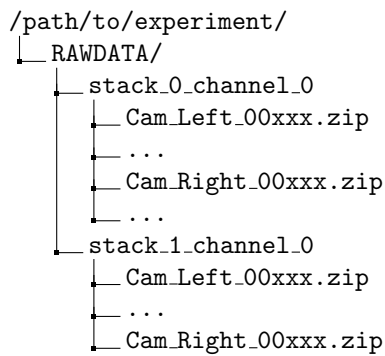 /path/to/experiment/
RAWDATA/
stack_0_channel_0
Cam_Left_00xxx.zip
...
Cam_Right_00xxx.zip
...
stack_1_channel_0
Cam_Left_00xxx.zip
...
Cam_Right_00xxx.zip